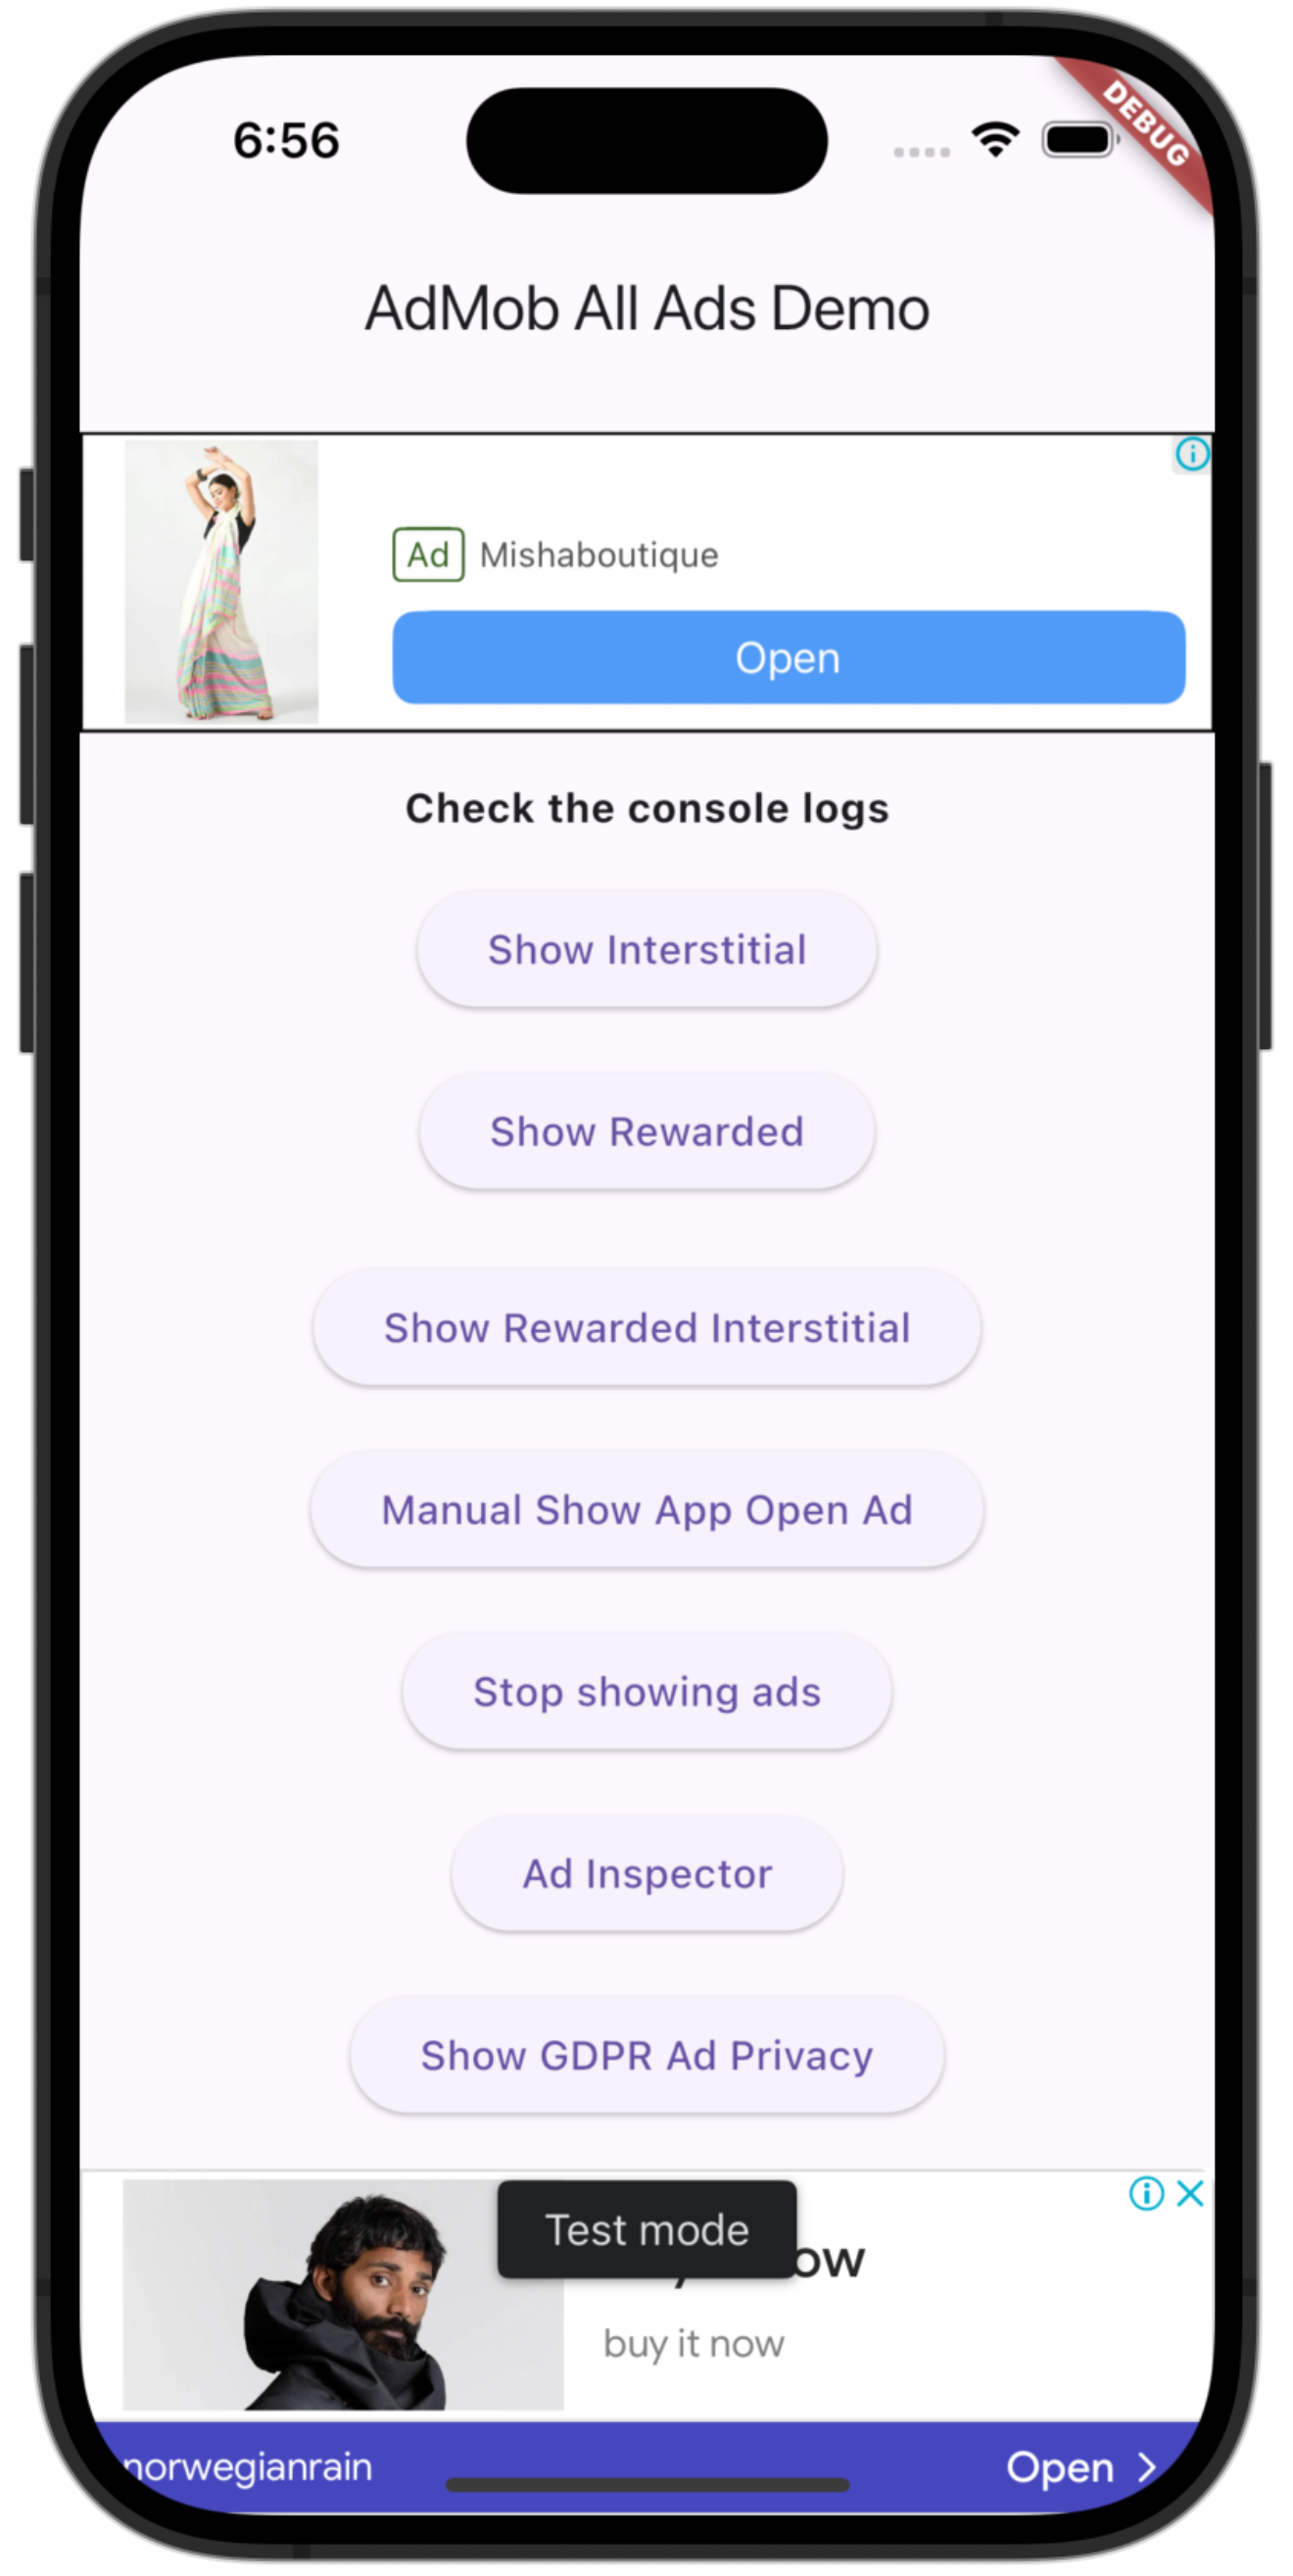 6:56
DEBUG
AdMob All Ads Demo
Ad Mishaboutique
Open
Check the console logs
Show Interstitial
Show Rewarded
Show Rewarded Interstitial
Manual Show App Open Ad
Stop showing ads
Ad Inspector
Show GDPR Ad Privacy
Test mode
buy it now
norwegianrain
Open